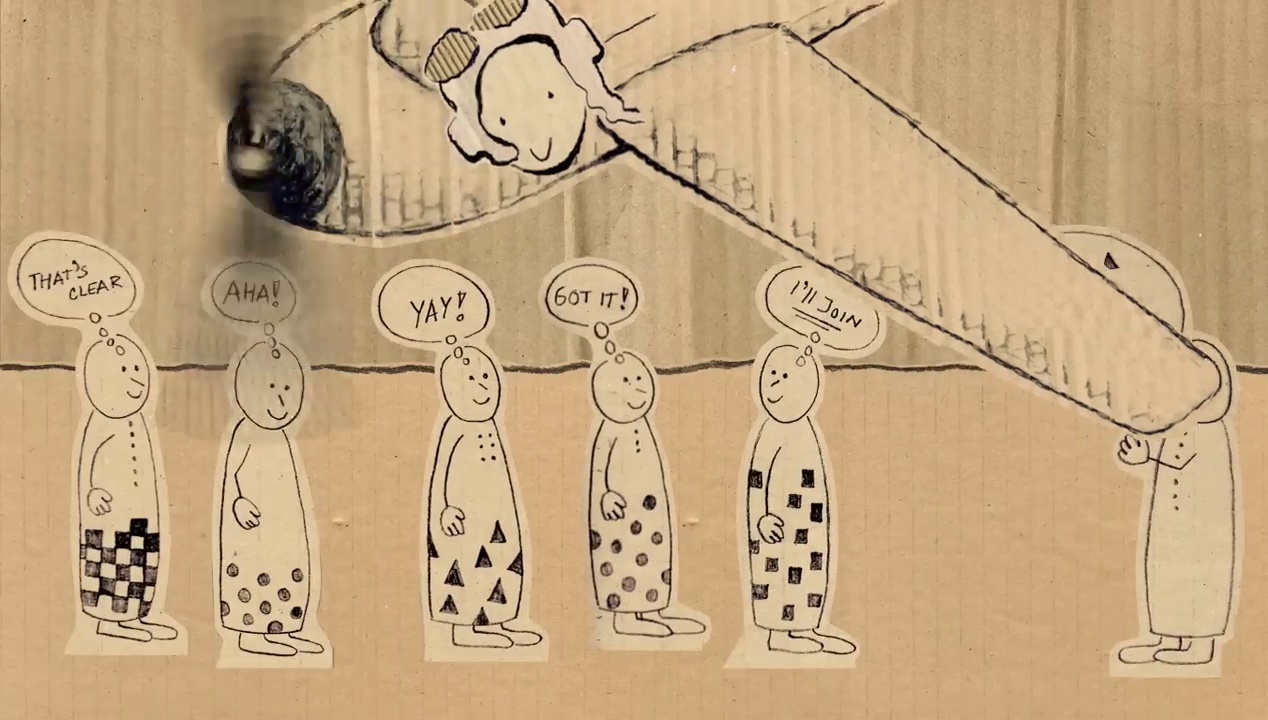 THAT'S
CLEAR
AHA!
YAY!
GOT IT!
I'll JOIN